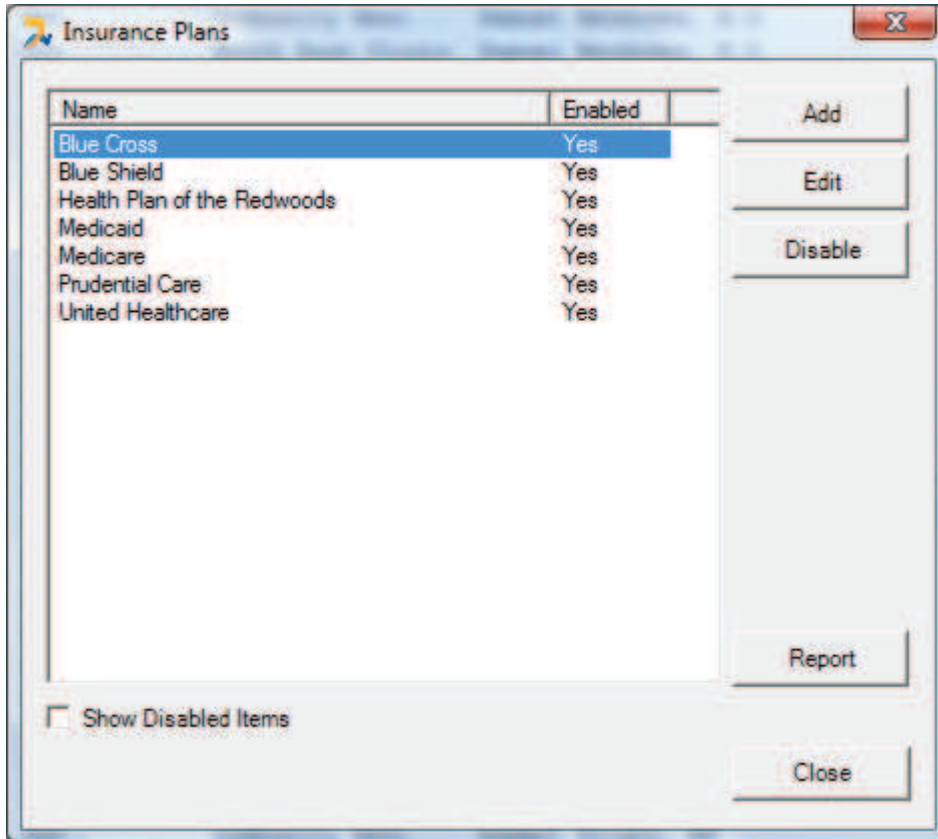 Insurance Plans
Name Enabled
Blue Cross Yes
Blue Shield Yes
Health Plan of the Redwoods Yes
Medicaid Yes
Medicare Yes
Prudential Care Yes
United Healthcare Yes
Add
Edit
Disable
Report
Show Disabled Items
Close